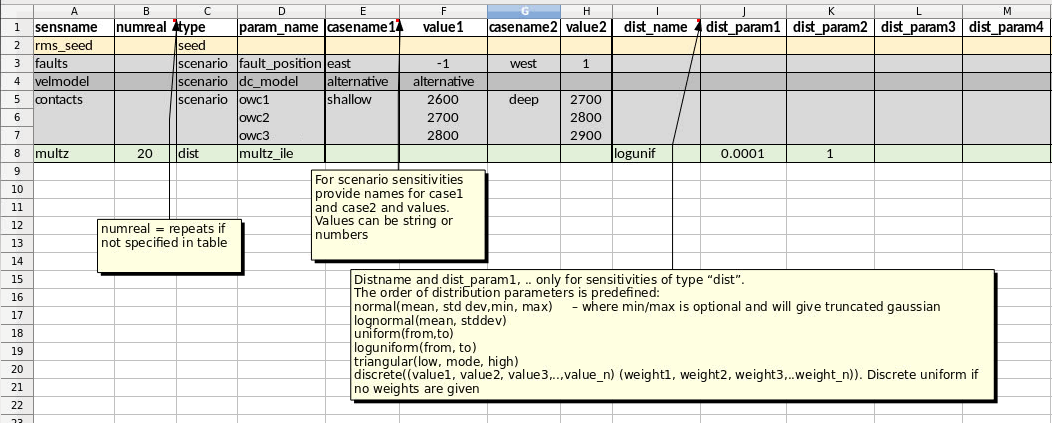 A B C D E F G H I J K L M
1 sensname numreal type param_name casename1 value1 casename2 value2 dist_name dist_param1 dist_param2 dist_param3 dist_param4
2 rms_seed seed
3 faults scenario fault_position east -1 west 1
4 velmodel scenario dc_model alternative alternative
5 contacts scenario owc1 shallow 2600 deep 2700
6 owc2 2700 2800
7 owc3 2800 2900
8 multz 20 dist multz_ile logunif 0.0001 1
9
10
11
12
13
14
15
16
17
18
19
20
21
22
23
numreal = repeats if
not specified in table
For scenario sensitivities
provide names for case1
and case2 and values.
Values can be string or
numbers
Distname and dist_param1, .. only for sensitivities of type “dist”.
The order of distribution parameters is predefined:
normal(mean, std dev,min, max) – where min/max is optional and will give truncated gaussian
lognormal(mean, stddev)
uniform(from,to)
loguniform(from, to)
triangular(low, mode, high)
discrete((value1, value2, value3,..,value_n) (weight1, weight2, weight3,..weight_n)). Discrete uniform if
no weights are given